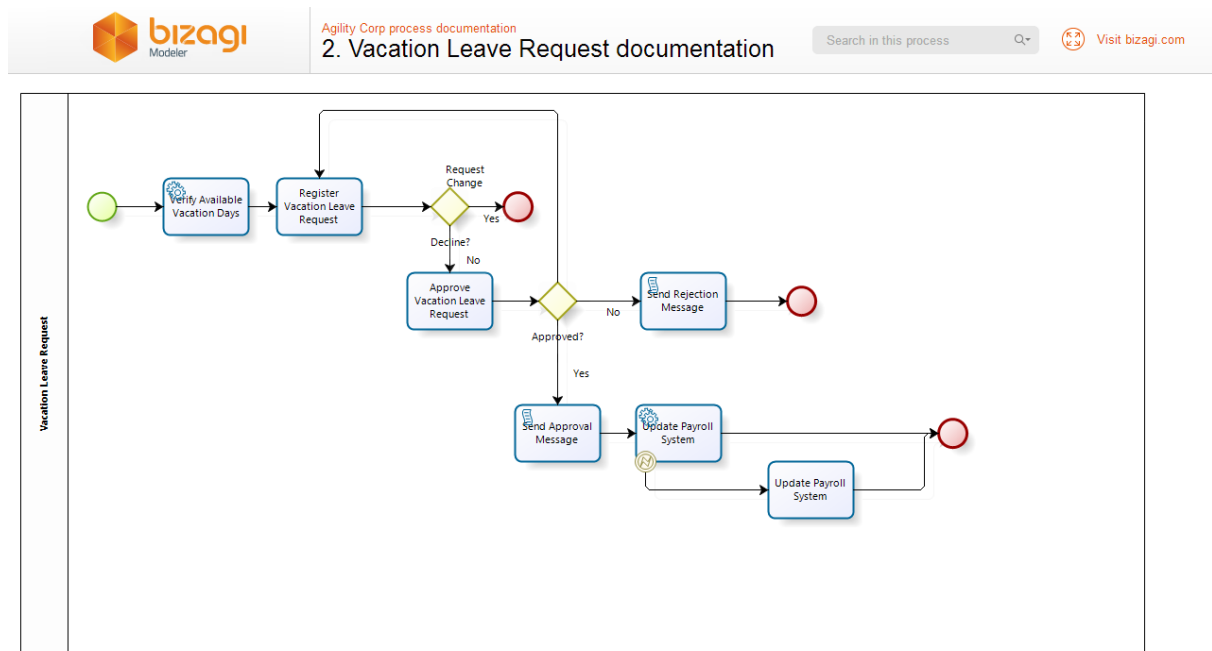 bizagi
Modeler
Agility Corp process documentation
2. Vacation Leave Request documentation
Search in this process
Visit bizagi.com
Vacation Leave Request
Verify Available
Vacation Days
Register
Vacation Leave
Request
Request
Change
Yes
Decline?
No
Approve
Vacation Leave
Request
Approved?
No
Send Rejection
Message
Yes
Send Approval
Message
Update Payroll
System
Update Payroll
System